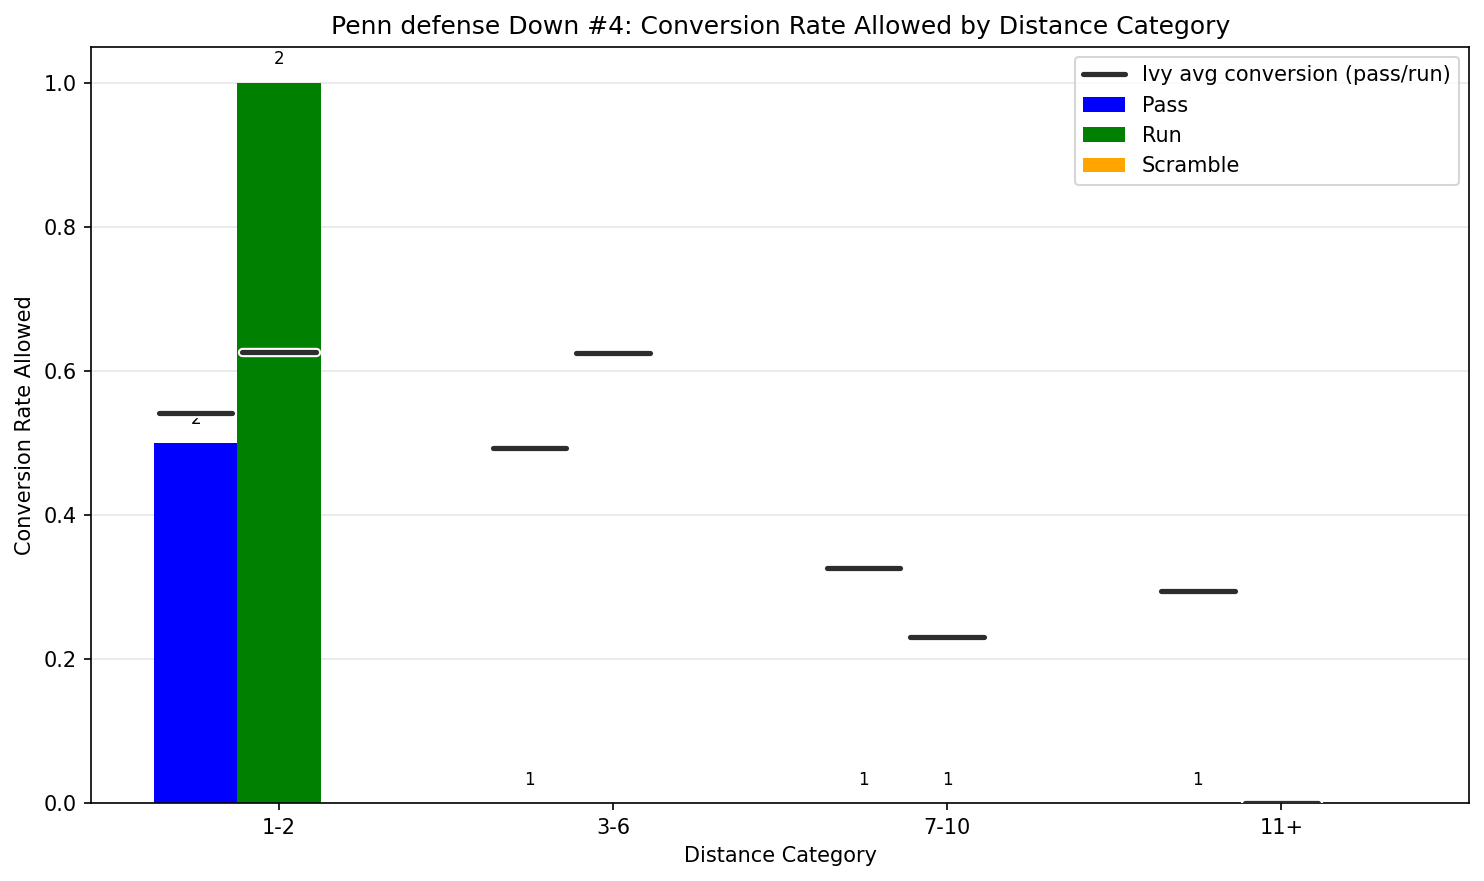 Penn defense Down #4: Conversion Rate Allowed by Distance Category
2
Ivy avg conversion (pass/run)
Pass
Run
Scramble
1.0
0.8
0.6
0.4
0.2
0.0
Conversion Rate Allowed
2
1
1
1
1
1-2
3-6
7-10
11+
Distance Category